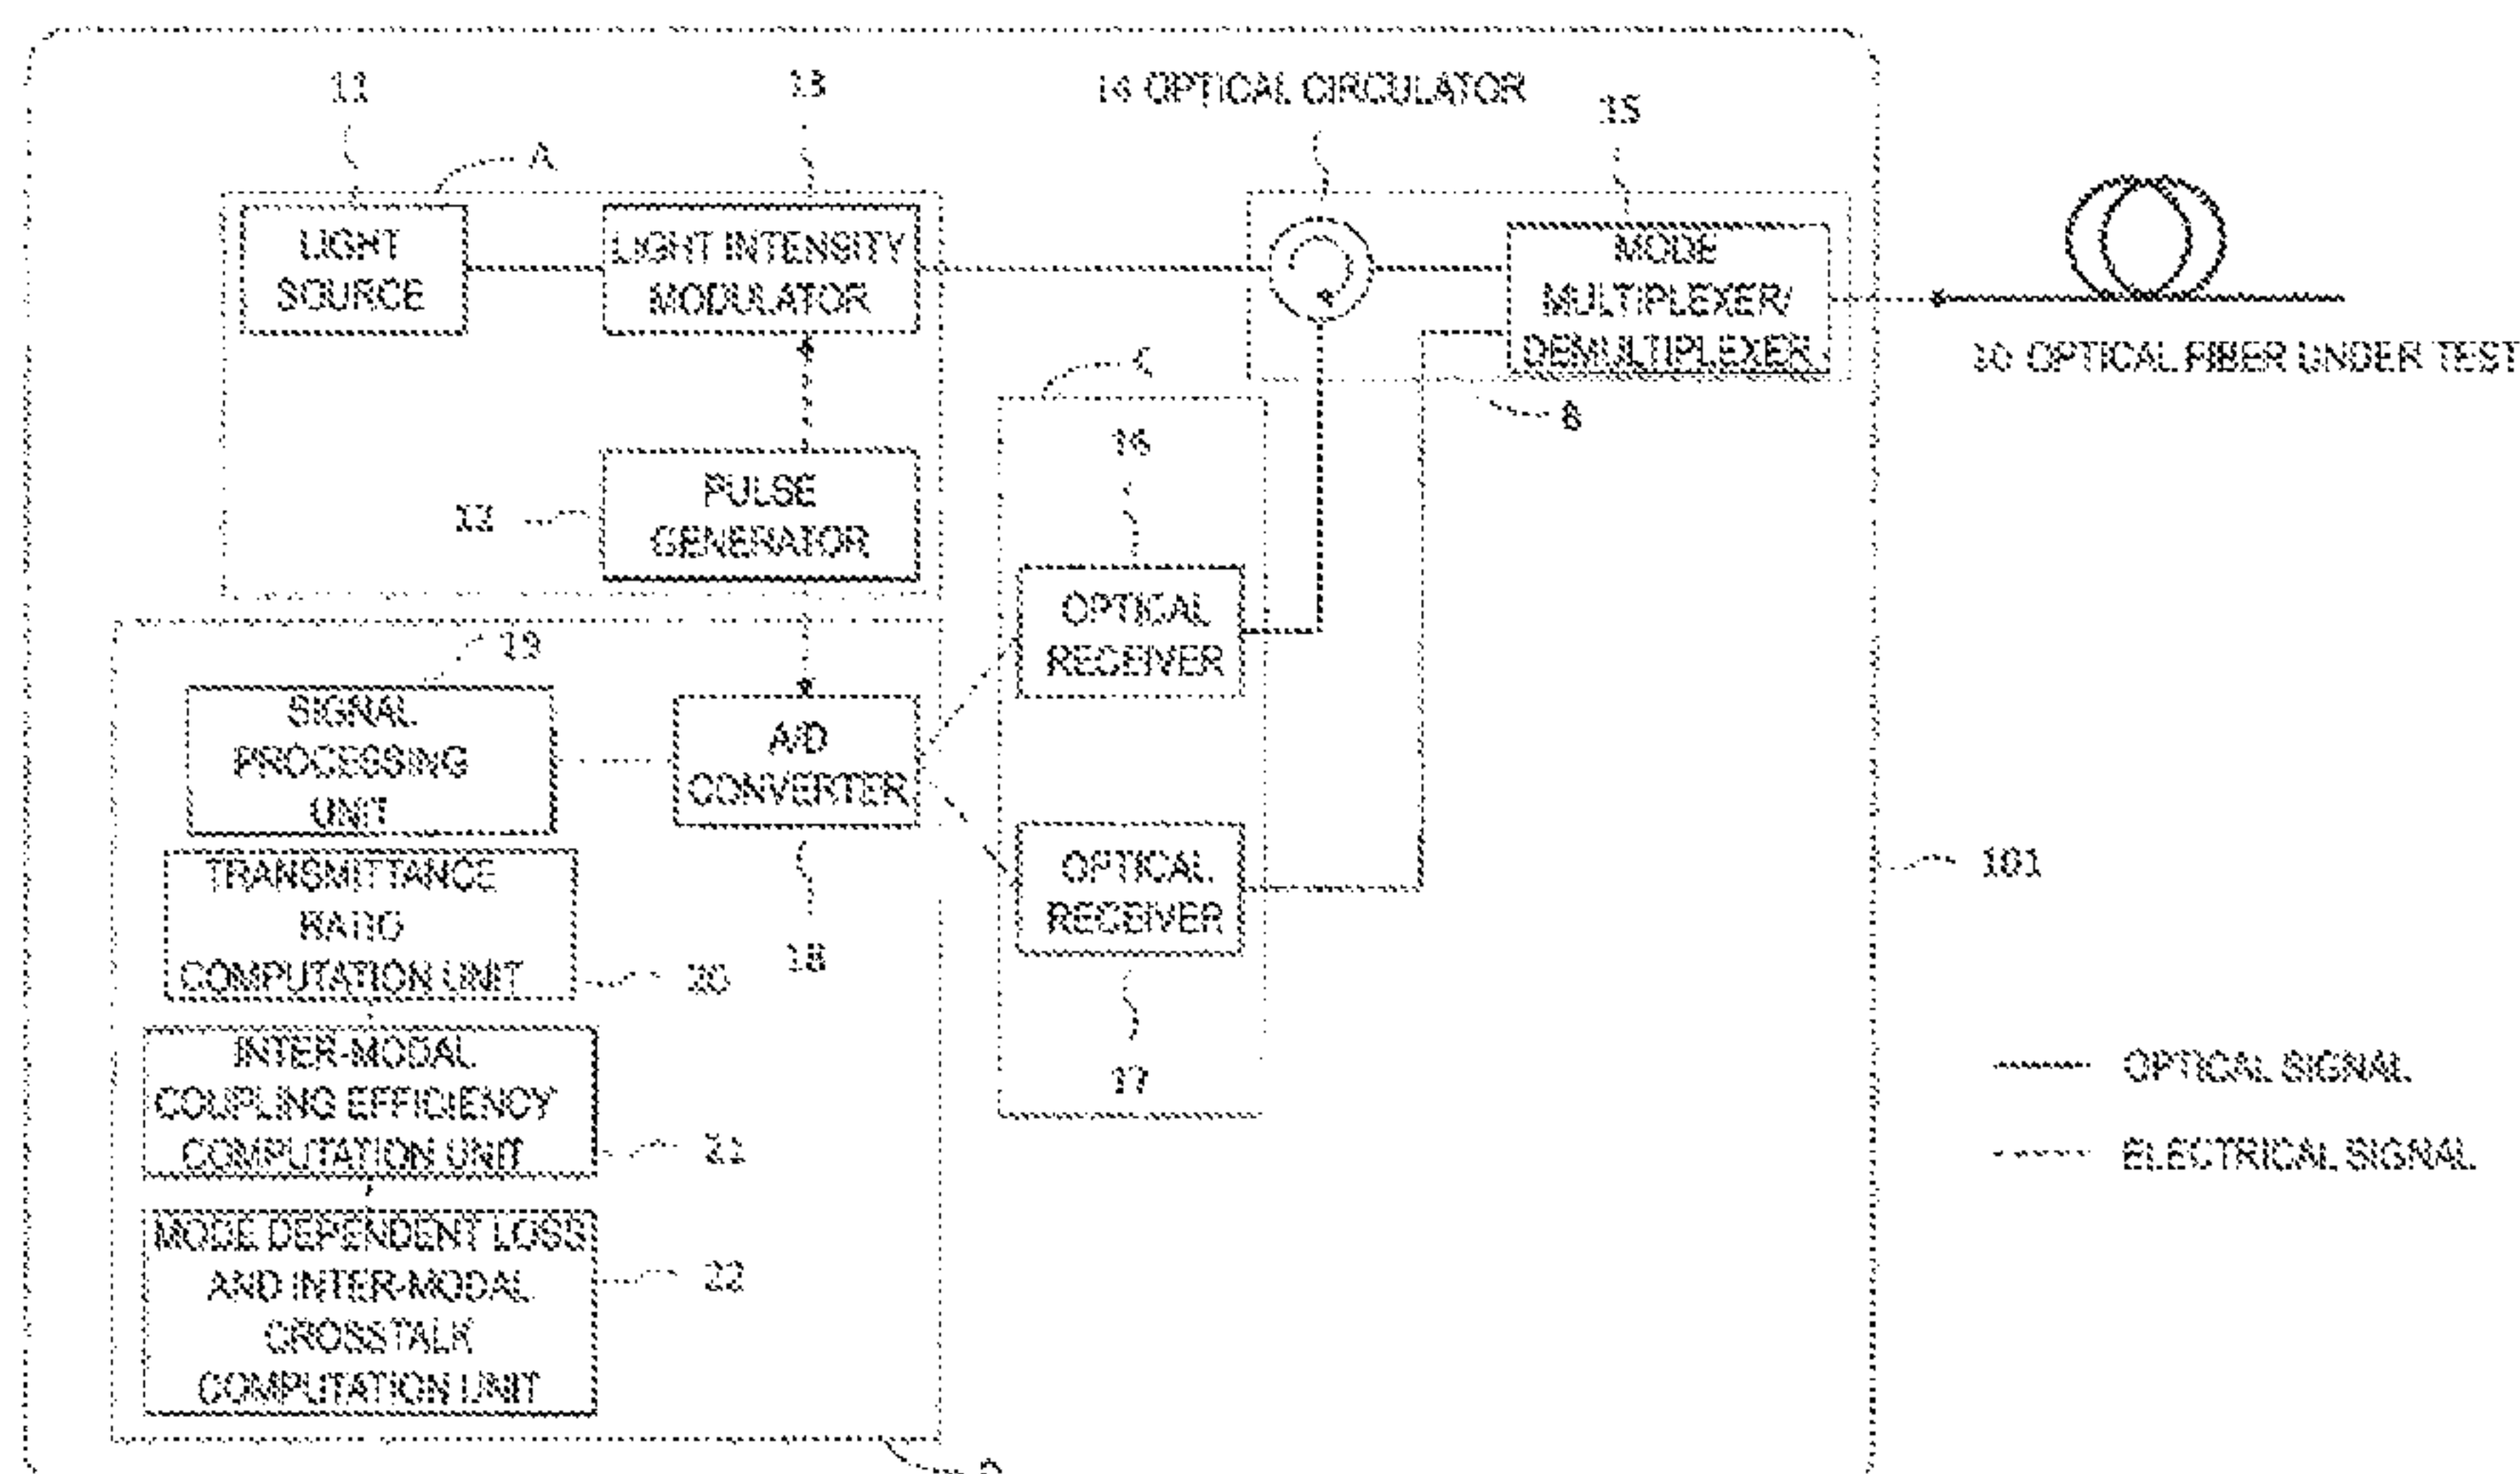 11
13
14 OPTICAL CIRCULATOR
15
A
LIGHT
SOURCE
LIGHT INTENSITY
MODULATOR
MODE
MULTIPLEXER/
DEMULTIPLEXER
10 OPTICAL FIBER UNDER TEST
C
B
16
12
PULSE
GENERATOR
OPTICAL
RECEIVER
19
SIGNAL
PROCESSING
UNIT
A/D
CONVERTER
18
OPTICAL
RECEIVER
17
101
TRANSMITTANCE
RATIO
COMPUTATION UNIT
20
INTER-MODAL
COUPLING EFFICIENCY
COMPUTATION UNIT
21
MODE DEPENDENT LOSS
AND INTER-MODAL
CROSSTALK
COMPUTATION UNIT
22
OPTICAL SIGNAL
ELECTRICAL SIGNAL